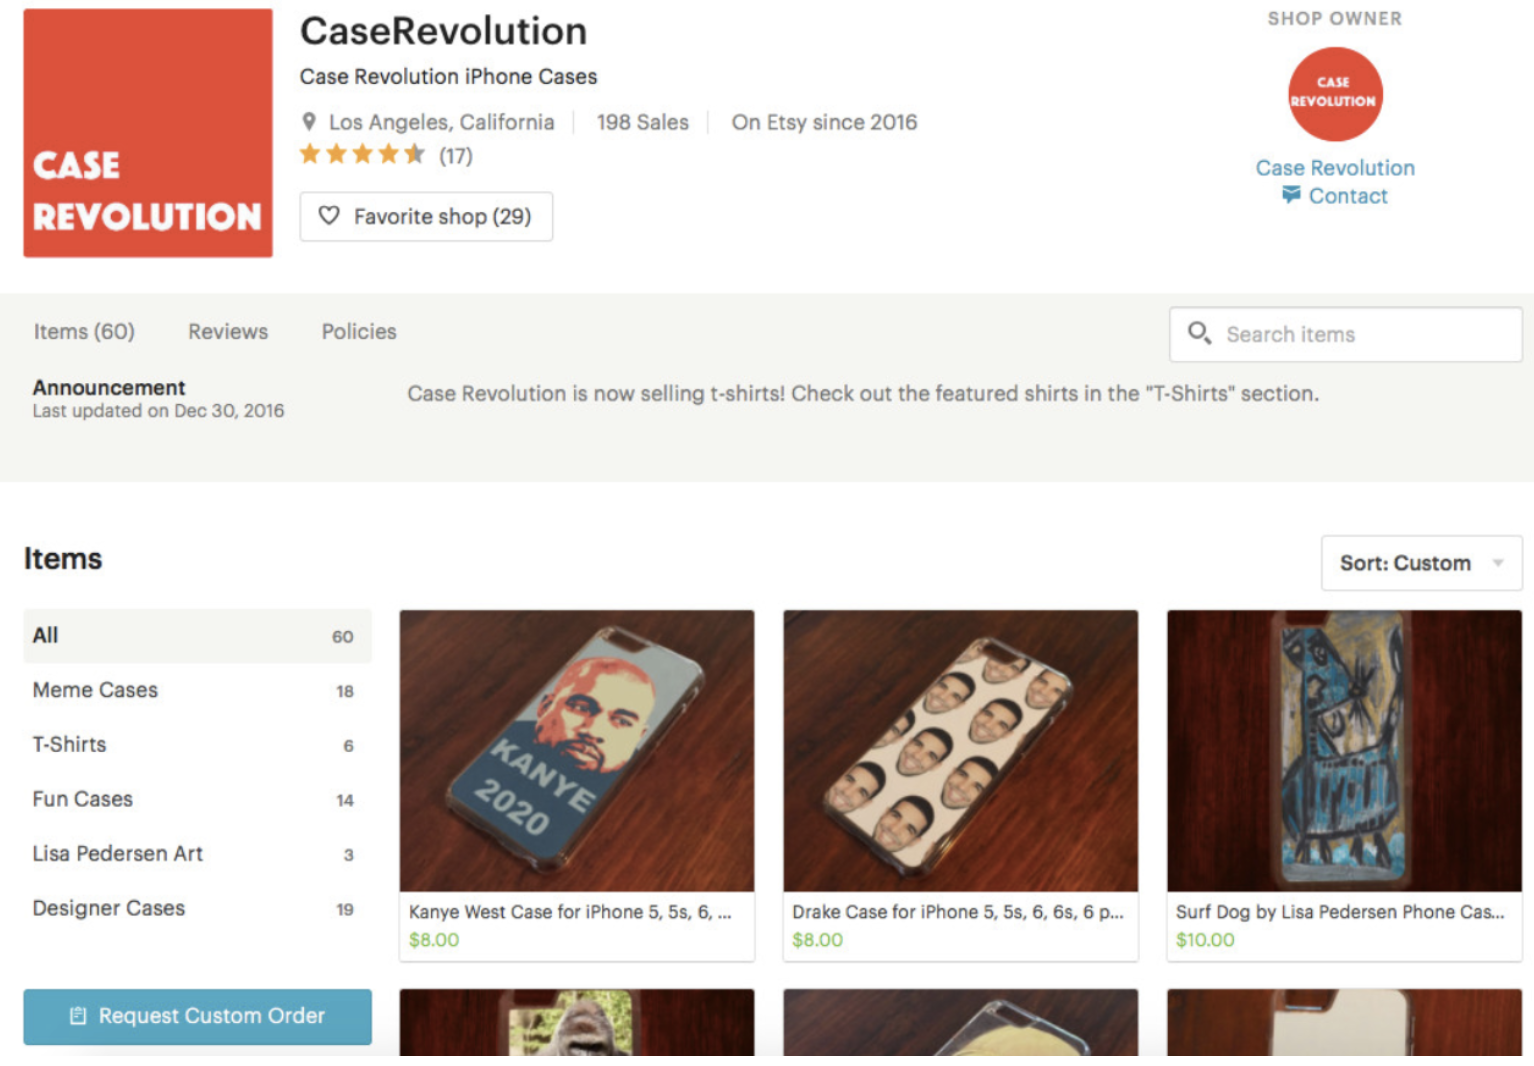 CASE
REVOLUTION
CaseRevolution
Case Revolution iPhone Cases
Los Angeles, California
198 Sales
On Etsy since 2016
(17)
Favorite shop (29)
SHOP OWNER
CASE
REVOLUTION
Case Revolution
Contact
Items (60)
Reviews
Policies
Search items
Announcement
Last updated on Dec 30, 2016
Case Revolution is now selling t-shirts! Check out the featured shirts in the "T-Shirts" section.
Items
Sort: Custom
All 60
Meme Cases 18
T-Shirts 6
Fun Cases 14
Lisa Pedersen Art 3
Designer Cases 19
Request Custom Order
KANYE
2020
Kanye West Case for iPhone 5, 5s, 6, ...
$8.00
Drake Case for iPhone 5, 5s, 6, 6s, 6 p...
$8.00
Surf Dog by Lisa Pedersen Phone Cas...
$10.00